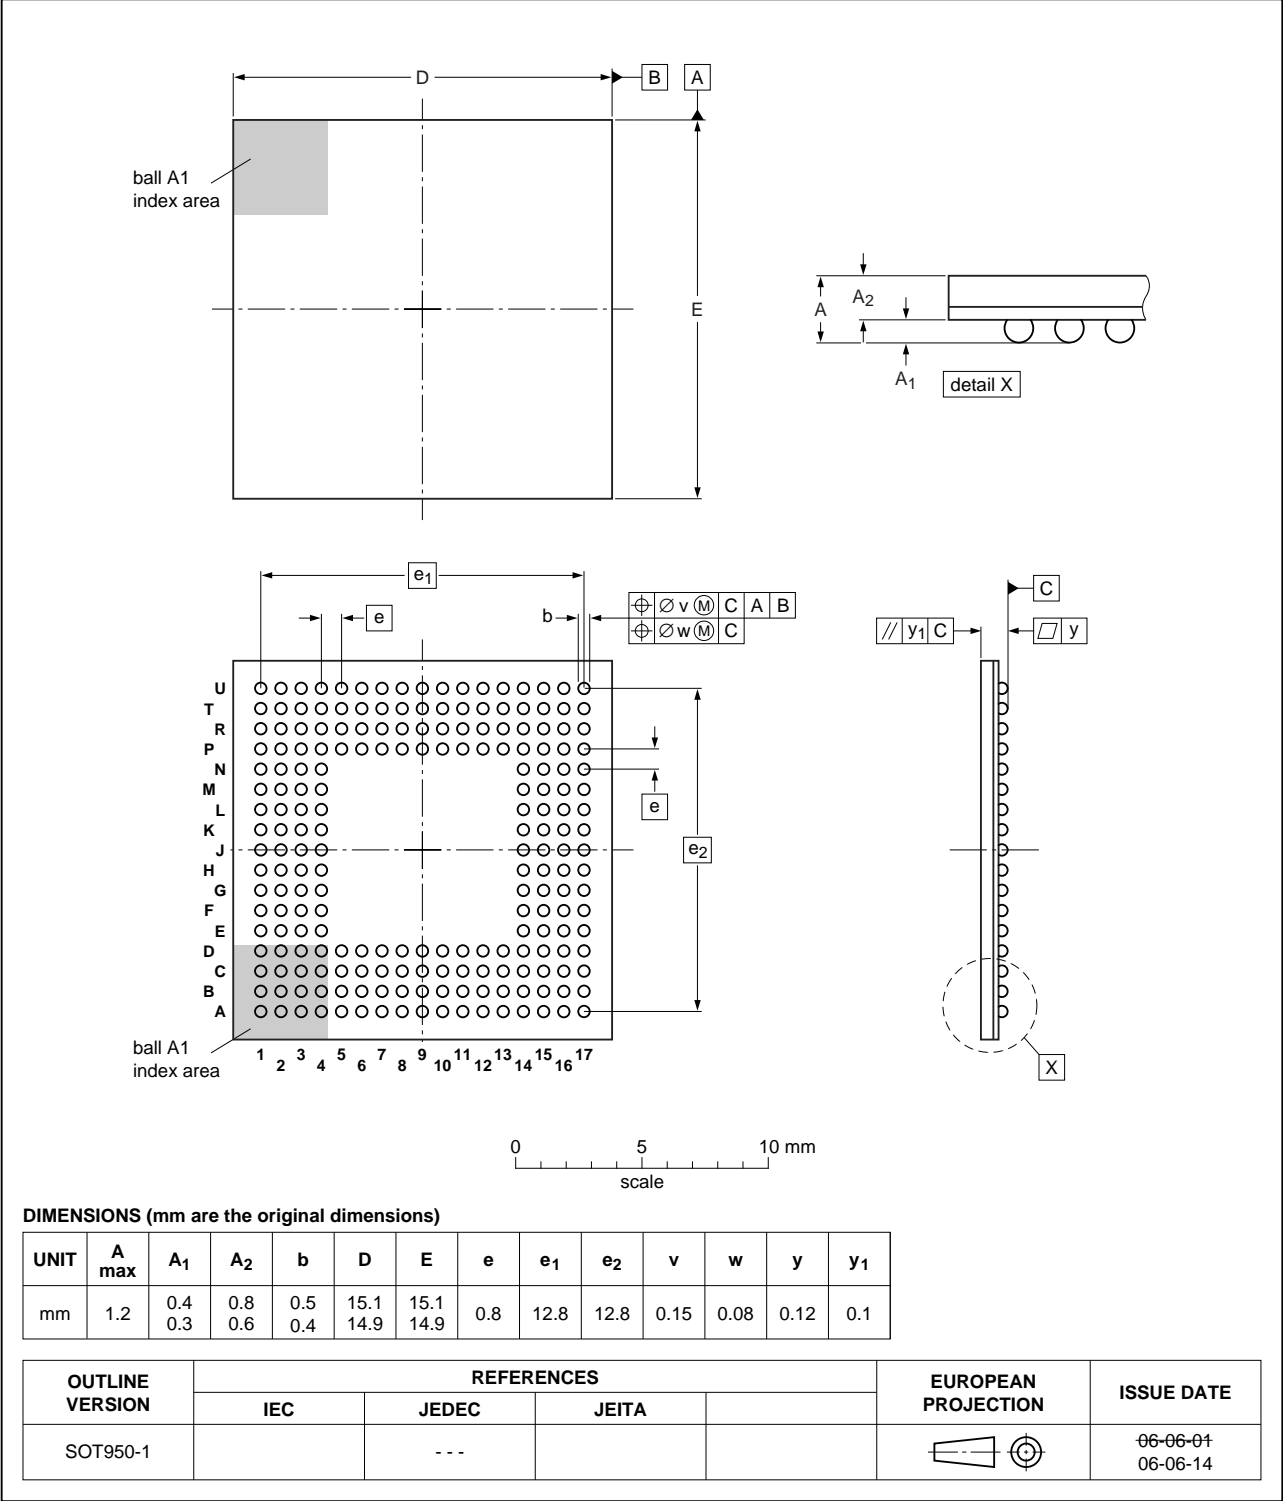 D
B
A
ball A1
index area
E
A
A2
A1
detail X
e1
e
b
⌖ ∅ v Ⓜ C A B
⌖ ∅ w Ⓜ C
C
// y1 C
▱ y
U
T
R
P
N
M
L
K
J
H
G
F
E
D
C
B
A
e
e2
ball A1
index area
1 2 3 4 5 6 7 8 9 10 11 12 13 14 15 16 17
X
0 5 10 mm
scale
DIMENSIONS (mm are the original dimensions)
UNIT A max A1 A2 b D E e e1 e2 v w y y1
mm 1.2 0.4 0.3 0.8 0.6 0.5 0.4 15.1 14.9 15.1 14.9 0.8 12.8 12.8 0.15 0.08 0.12 0.1
OUTLINE VERSION REFERENCES EUROPEAN PROJECTION ISSUE DATE
IEC JEDEC JEITA
SOT950-1 - - - 06-06-01
06-06-14